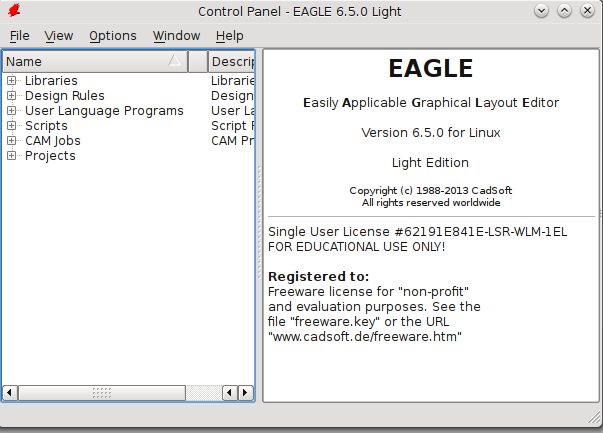 Control Panel - EAGLE 6.5.0 Light
File View Options Window Help
Name Descrip
Libraries Librarie
Design Rules Design
User Language Programs User La
Scripts Script F
CAM Jobs CAM Pr
Projects
EAGLE
Easily Applicable Graphical Layout Editor
Version 6.5.0 for Linux
Light Edition
Copyright (c) 1988-2013 CadSoft
All rights reserved worldwide
Single User License #62191E841E-LSR-WLM-1EL
FOR EDUCATIONAL USE ONLY!
Registered to:
Freeware license for "non-profit"
and evaluation purposes. See the
file "freeware.key" or the URL
"www.cadsoft.de/freeware.htm"